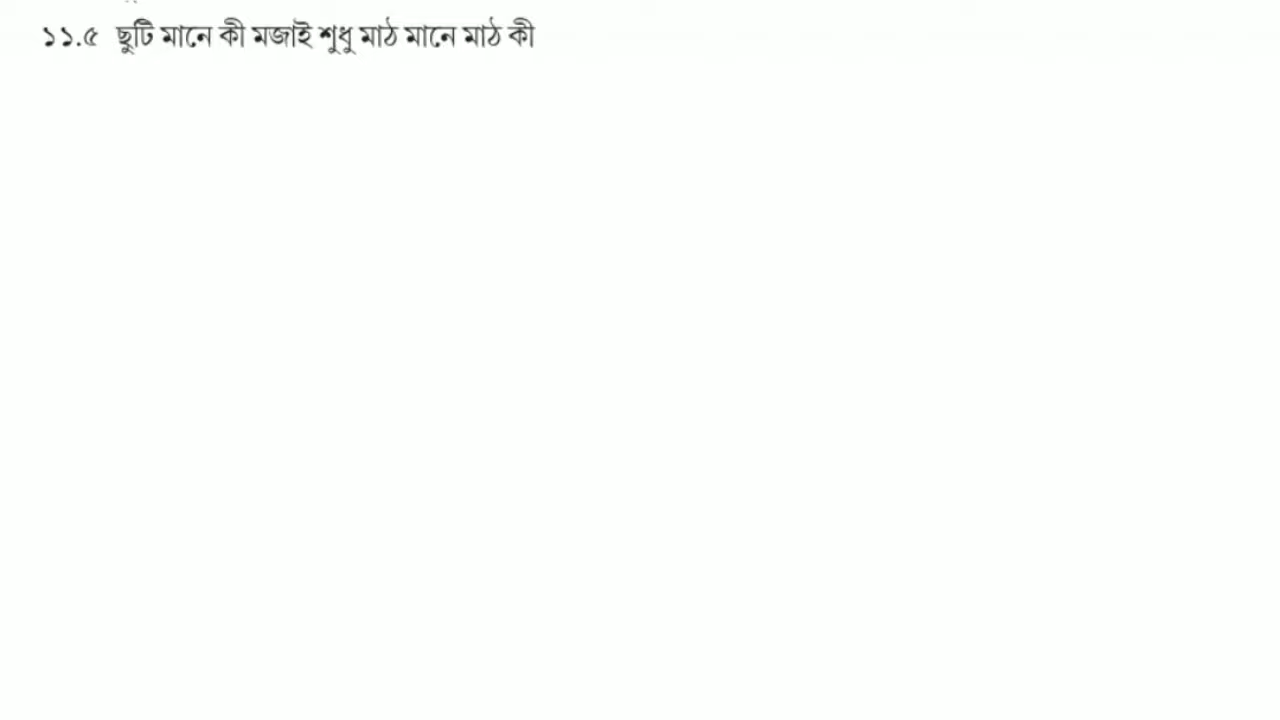 ১১.৫ ছুটি মানে কী মজাই শুধু মাঠ মানে মাঠ কী